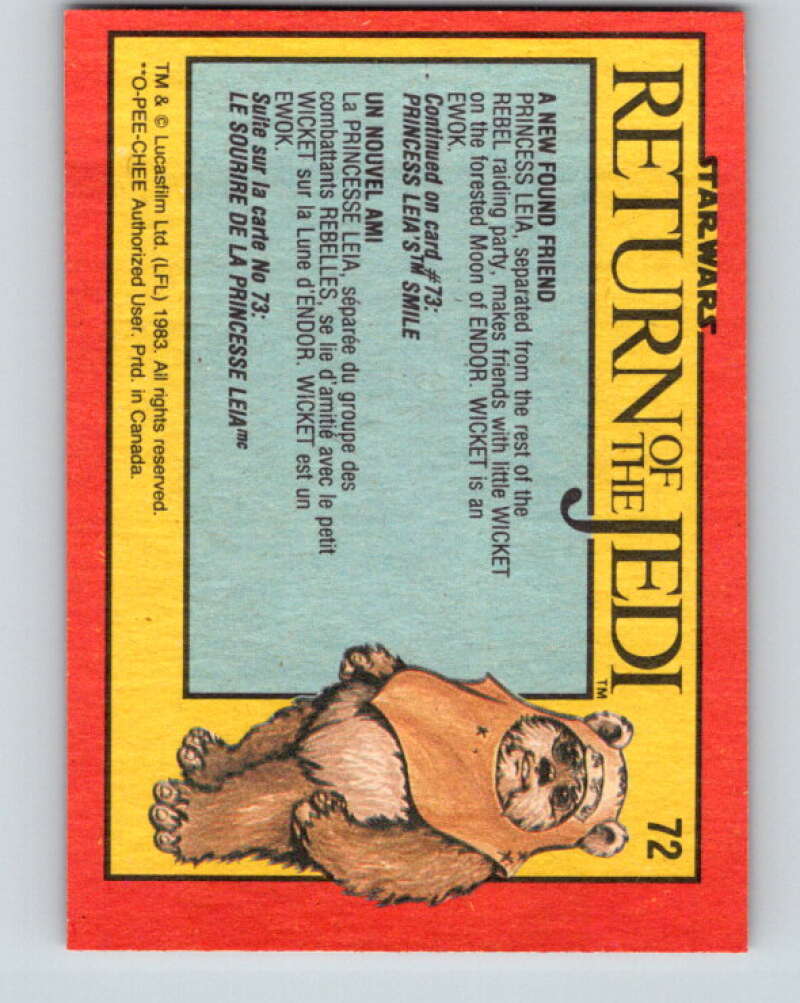 STAR WARS
RETURN OF THE JEDI™
72
A NEW FOUND FRIEND
PRINCESS LEIA, separated from the rest of the
REBEL raiding party, makes friends with little WICKET
on the forested Moon of ENDOR. WICKET is an
EWOK.
Continued on card #73:
PRINCESS LEIA'S™ SMILE
UN NOUVEL AMI
La PRINCESSE LEIA, séparée du groupe des
combattants REBELLES, se lie d'amitié avec le petit
WICKET sur la Lune d'ENDOR. WICKET est un
EWOK.
Suite sur la carte No 73:
LE SOURIRE DE LA PRINCESSE LEIAmc
TM & © Lucasfilm Ltd. (LFL) 1983. All rights reserved.
**O-PEE-CHEE Authorized User. Prtd. in Canada.